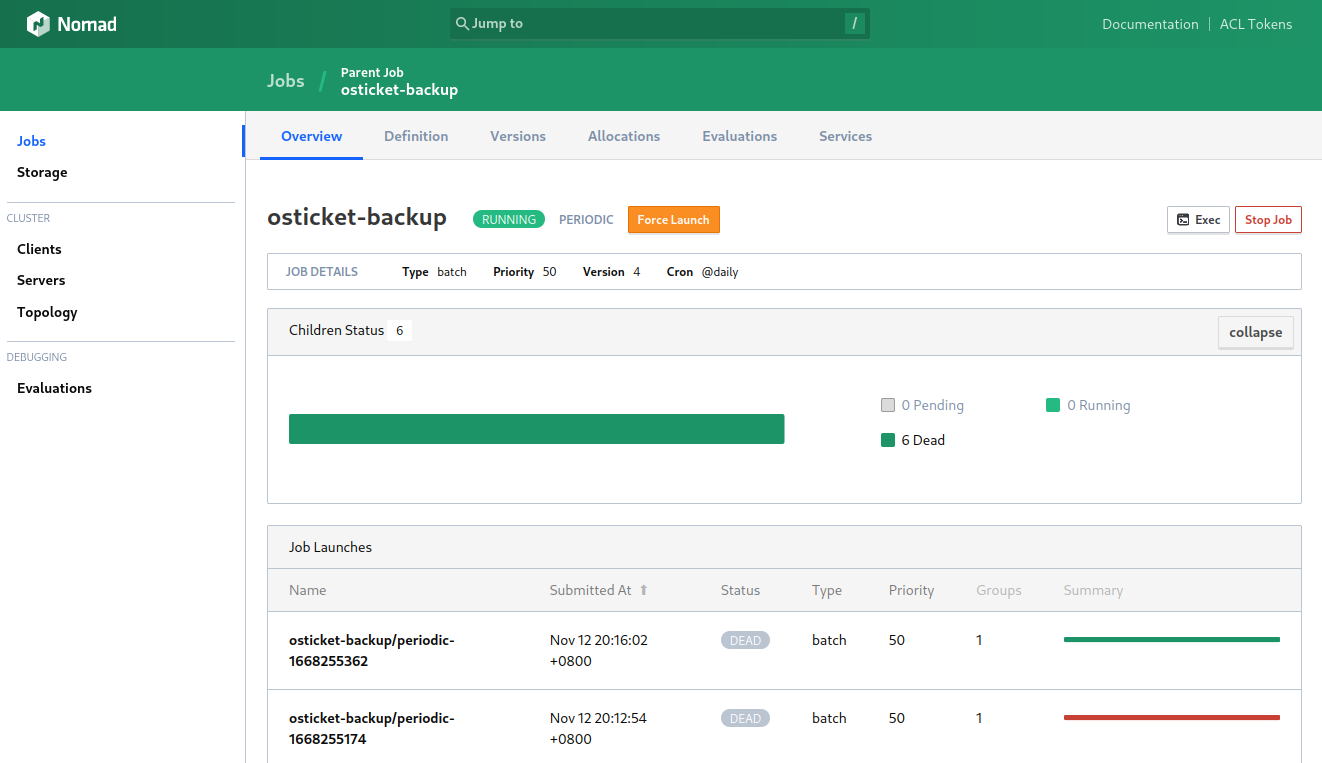 Nomad
Jump to
/
Documentation
ACL Tokens
Jobs
/
Parent Job
osticket-backup
Jobs
Storage
CLUSTER
Clients
Servers
Topology
DEBUGGING
Evaluations
Overview
Definition
Versions
Allocations
Evaluations
Services
osticket-backup
RUNNING
PERIODIC
Force Launch
Exec
Stop Job
JOB DETAILS
Type batch
Priority 50
Version 4
Cron @daily
Children Status 6
collapse
0 Pending
0 Running
6 Dead
Job Launches
Name
Submitted At
Status
Type
Priority
Groups
Summary
osticket-backup/periodic-
1668255362
Nov 12 20:16:02
+0800
DEAD
batch
50
1
osticket-backup/periodic-
1668255174
Nov 12 20:12:54
+0800
DEAD
batch
50
1